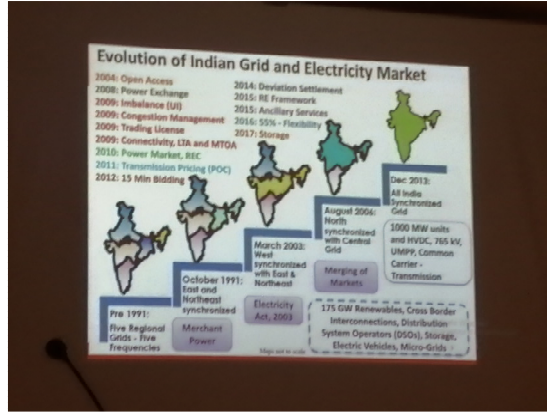 Evolution of Indian Grid and Electricity Market
2004: Open Access
2008: Power Exchange
2009: Imbalance (UI)
2009: Congestion Management
2009: Trading License
2009: Connectivity, LTA and MTOA
2010: Power Market, REC
2011: Transmission Pricing (POC)
2012: 15 Min Bidding
2014: Deviation Settlement
2015: RE Framework
2015: Ancillary Services
2016: 55% - Flexibility
2017: Storage
Pre 1991:
Five Regional
Grids - Five
Frequencies
October 1991:
East and
Northeast
synchronized
Merchant
Power
March 2003:
West
synchronized
with East &
Northeast
Electricity
Act, 2003
August 2006:
North
synchronized
with Central
Grid
Merging of
Markets
Dec 2013:
All India
Synchronized
Grid
1000 MW units
and HVDC, 765 kV,
UMPP, Common
Carrier -
Transmission
175 GW Renewables, Cross Border
Interconnections, Distribution
System Operators (DSOs), Storage,
Electric Vehicles, Micro-Grids
Maps not to scale